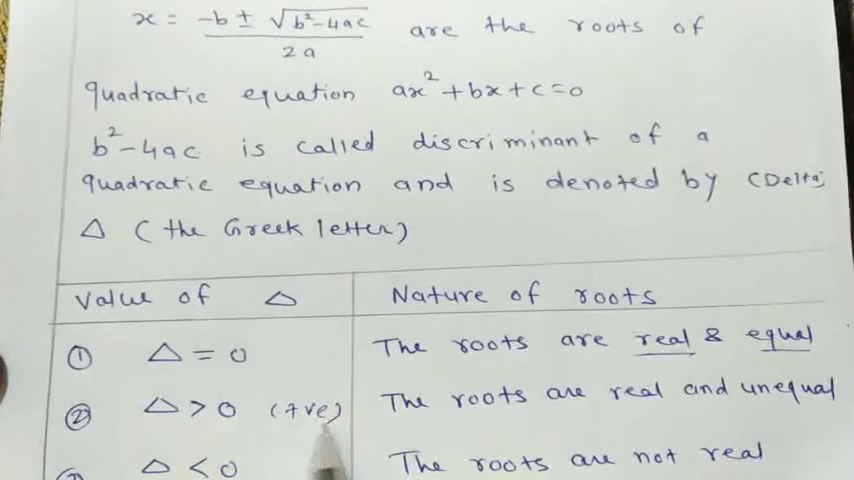 x = -b ± √b²-4ac / 2a are the roots of
quadratic equation ax² + bx + c = 0
b² - 4ac is called discriminant of a
quadratic equation and is denoted by (Delta)
△ (the Greek letter)
Value of △ Nature of roots
① △ = 0 The roots are real & equal
② △ > 0 (+ve) The roots are real and unequal
△ < 0 The roots are not real